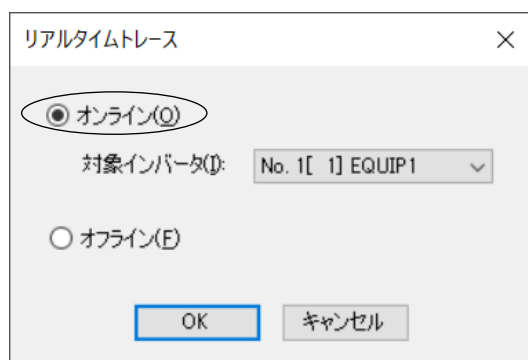 リアルタイムトレース
オンライン(O)
対象インバータ(I): No. 1[ 1] EQUIP1
オフライン(F)
OK キャンセル